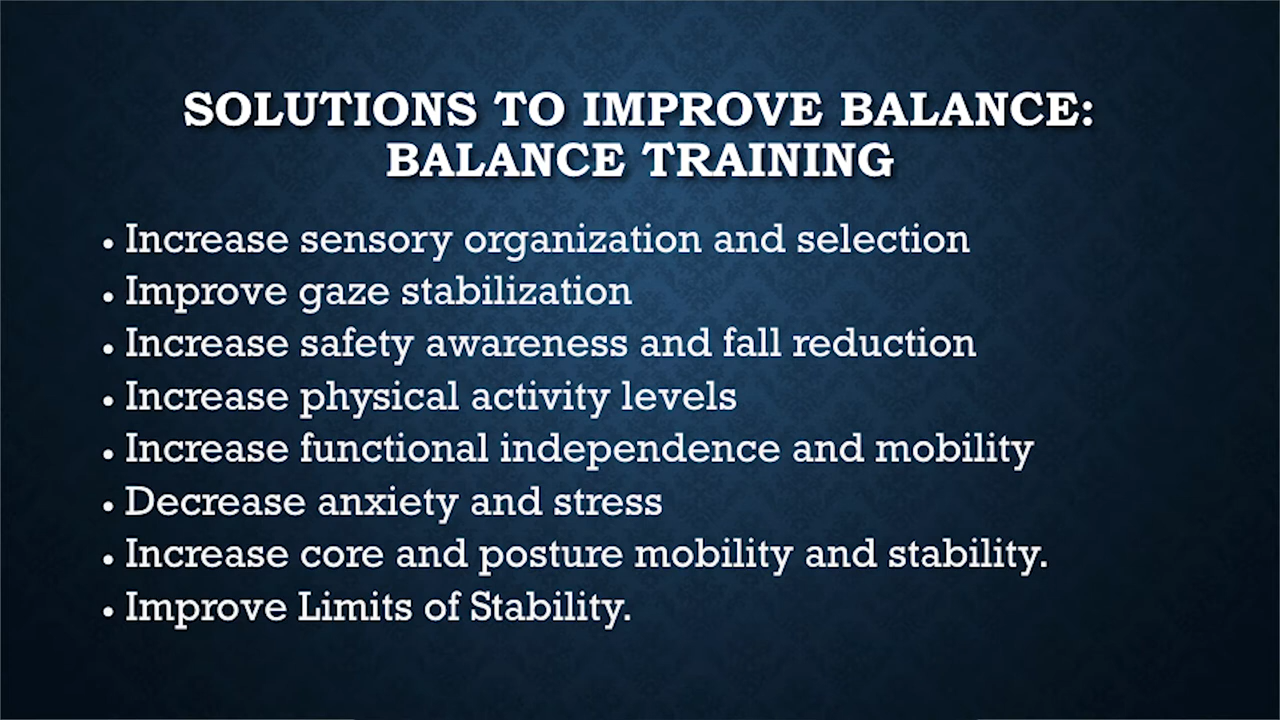 SOLUTIONS TO IMPROVE BALANCE:
BALANCE TRAINING
• Increase sensory organization and selection
• Improve gaze stabilization
• Increase safety awareness and fall reduction
• Increase physical activity levels
• Increase functional independence and mobility
• Decrease anxiety and stress
• Increase core and posture mobility and stability.
• Improve Limits of Stability.